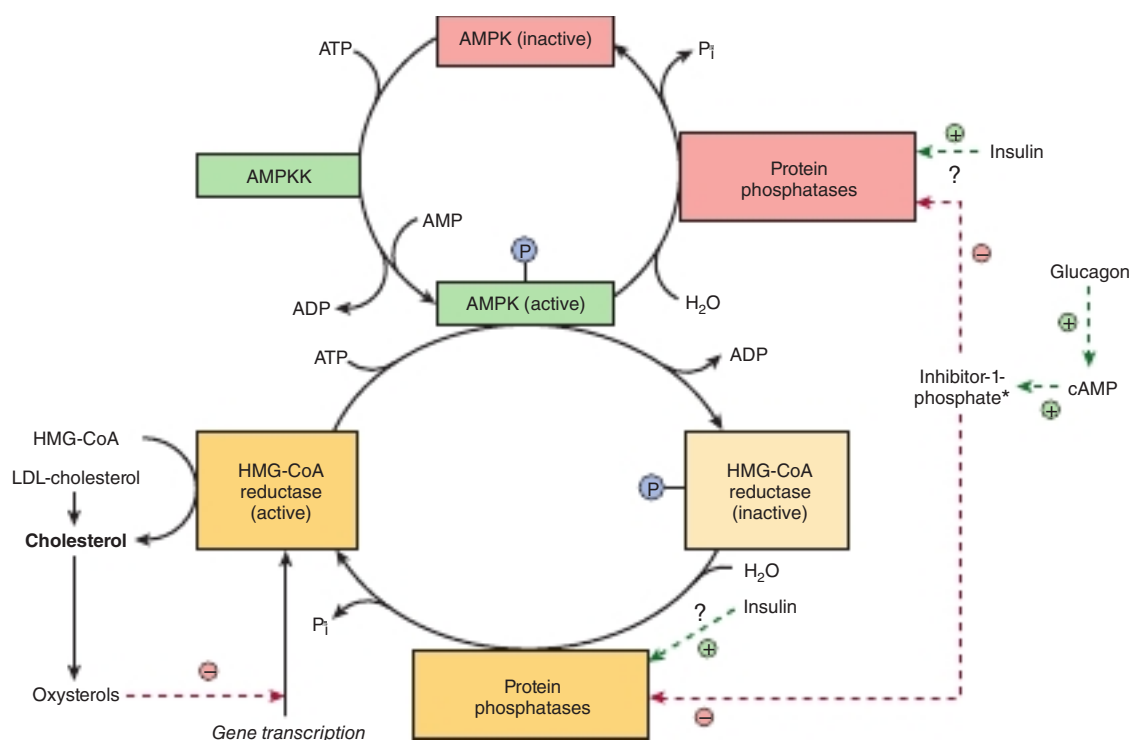 AMPK (inactive)
ATP
Pi
AMPKK
Protein
phosphatases
+
Insulin
?
AMP
P
−
Glucagon
ADP
AMPK (active)
H2O
+
ATP
ADP
Inhibitor-1-
phosphate*
+
cAMP
HMG-CoA
LDL-cholesterol
Cholesterol
HMG-CoA
reductase
(active)
P
HMG-CoA
reductase
(inactive)
H2O
Pi
?
Insulin
+
Oxysterols
−
Protein
phosphatases
−
Gene transcription